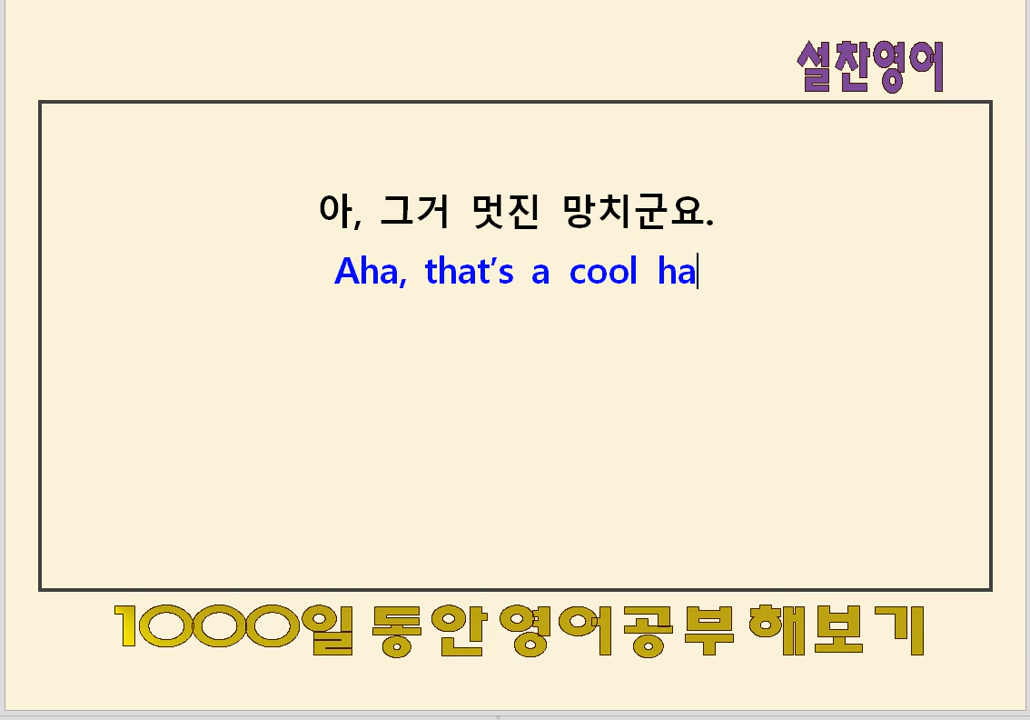 설찬영어
아, 그거 멋진 망치군요.
Aha, that's a cool ha
1000일 동안 영어공부 해보기